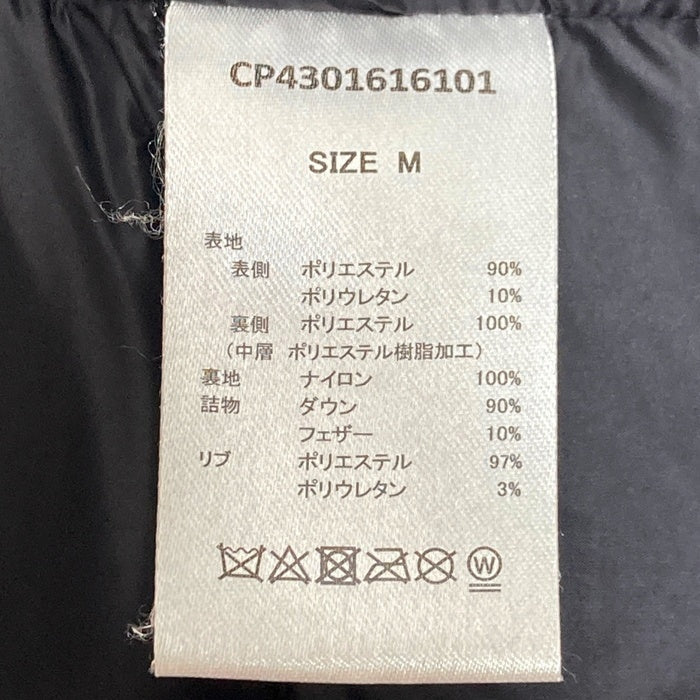 CP4301616101
SIZE M
表地
表側 ポリエステル 90%
ポリウレタン 10%
裏側 ポリエステル 100%
(中層 ポリエステル樹脂加工)
裏地 ナイロン 100%
詰物 ダウン 90%
フェザー 10%
リブ ポリエステル 97%
ポリウレタン 3%
W